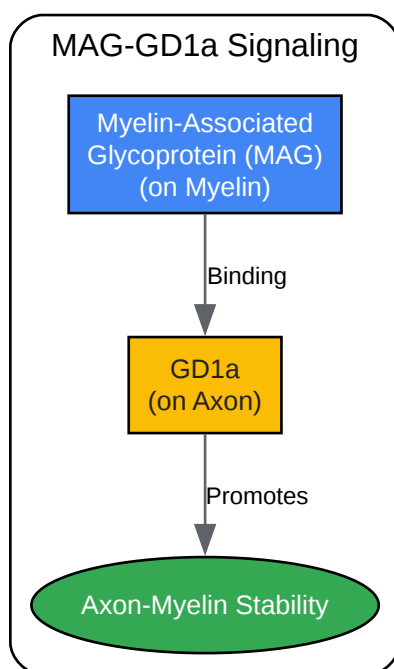 MAG-GD1a Signaling
Myelin-Associated
Glycoprotein (MAG)
(on Myelin)
Binding
GD1a
(on Axon)
Promotes
Axon-Myelin Stability